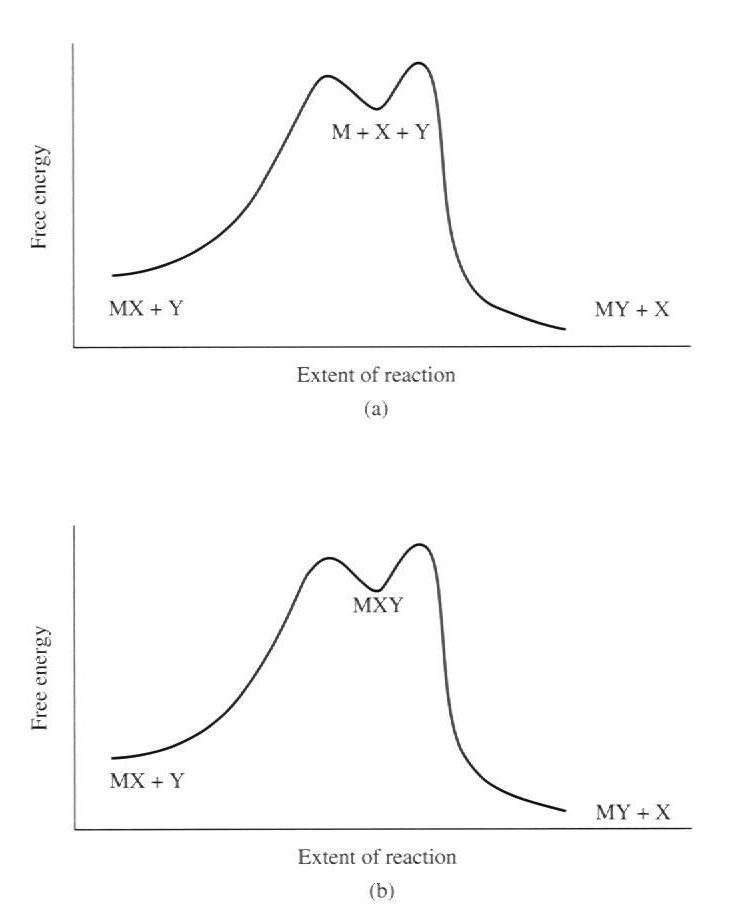 Free energy
M + X + Y
MX + Y
MY + X
Extent of reaction
(a)
Free energy
MXY
MX + Y
MY + X
Extent of reaction
(b)